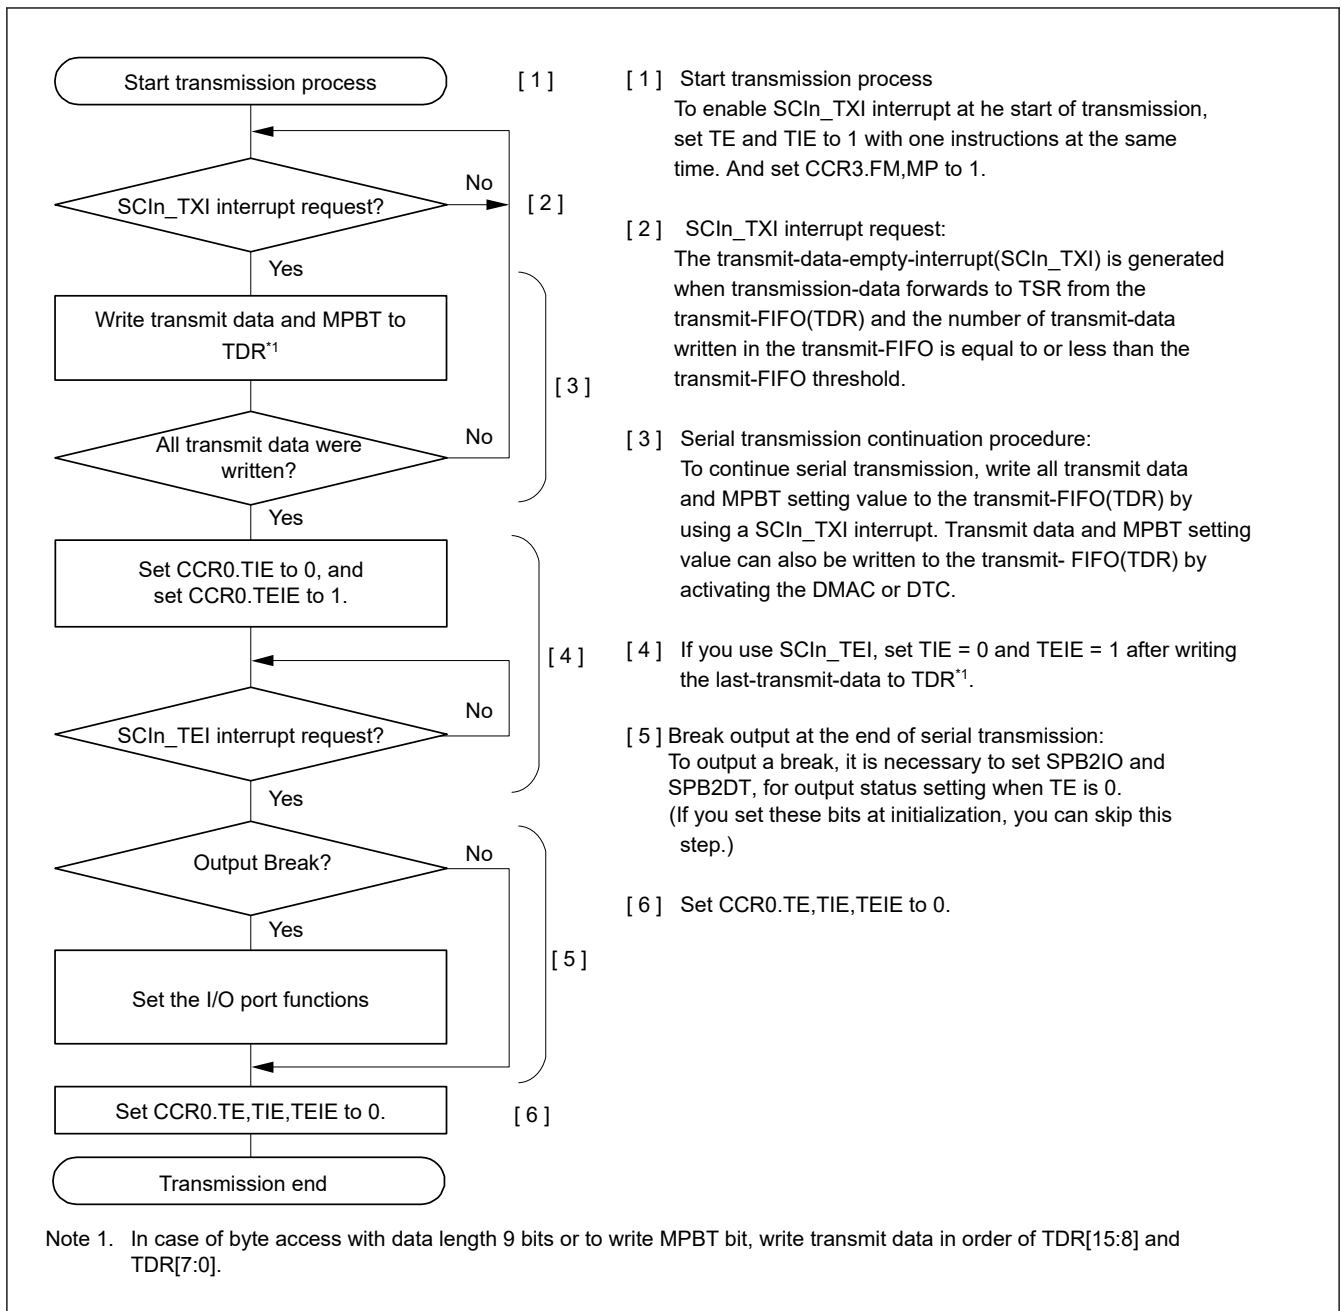 Start transmission process
[ 1 ]
No
SCIn_TXI interrupt request?
[ 2 ]
Yes
Write transmit data and MPBT to
TDR*1
[ 3 ]
All transmit data were
written?
No
Yes
Set CCR0.TIE to 0, and
set CCR0.TEIE to 1.
[ 4 ]
No
SCIn_TEI interrupt request?
Yes
Output Break?
No
Yes
[ 5 ]
Set the I/O port functions
Set CCR0.TE,TIE,TEIE to 0.
[ 6 ]
Transmission end
[ 1 ] Start transmission process
To enable SCIn_TXI interrupt at he start of transmission,
set TE and TIE to 1 with one instructions at the same
time. And set CCR3.FM,MP to 1.
[ 2 ] SCIn_TXI interrupt request:
The transmit-data-empty-interrupt(SCIn_TXI) is generated
when transmission-data forwards to TSR from the
transmit-FIFO(TDR) and the number of transmit-data
written in the transmit-FIFO is equal to or less than the
transmit-FIFO threshold.
[ 3 ] Serial transmission continuation procedure:
To continue serial transmission, write all transmit data
and MPBT setting value to the transmit-FIFO(TDR) by
using a SCIn_TXI interrupt. Transmit data and MPBT setting
value can also be written to the transmit- FIFO(TDR) by
activating the DMAC or DTC.
[ 4 ] If you use SCIn_TEI, set TIE = 0 and TEIE = 1 after writing
the last-transmit-data to TDR*1.
[ 5 ] Break output at the end of serial transmission:
To output a break, it is necessary to set SPB2IO and
SPB2DT, for output status setting when TE is 0.
(If you set these bits at initialization, you can skip this
step.)
[ 6 ] Set CCR0.TE,TIE,TEIE to 0.
Note 1. In case of byte access with data length 9 bits or to write MPBT bit, write transmit data in order of TDR[15:8] and
TDR[7:0].